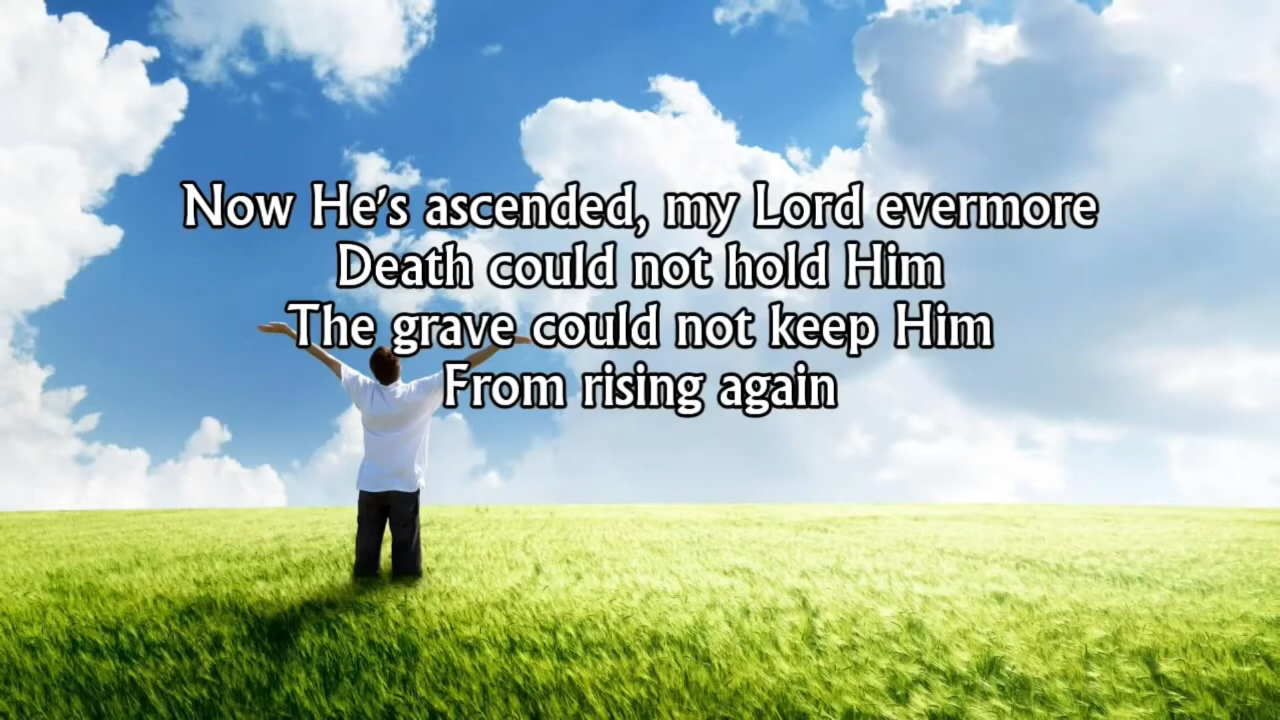 Now He's ascended, my Lord evermore
Death could not hold Him
The grave could not keep Him
From rising again